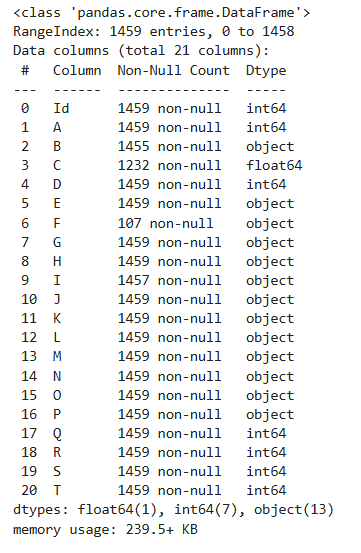 <class 'pandas.core.frame.DataFrame'>
RangeIndex: 1459 entries, 0 to 1458
Data columns (total 21 columns):
 #   Column  Non-Null Count  Dtype
---  ------  --------------  -----
 0   Id      1459 non-null   int64
 1   A       1459 non-null   int64
 2   B       1455 non-null   object
 3   C       1232 non-null   float64
 4   D       1459 non-null   int64
 5   E       1459 non-null   object
 6   F       107 non-null    object
 7   G       1459 non-null   object
 8   H       1459 non-null   object
 9   I       1457 non-null   object
 10  J       1459 non-null   object
 11  K       1459 non-null   object
 12  L       1459 non-null   object
 13  M       1459 non-null   object
 14  N       1459 non-null   object
 15  O       1459 non-null   object
 16  P       1459 non-null   object
 17  Q       1459 non-null   int64
 18  R       1459 non-null   int64
 19  S       1459 non-null   int64
 20  T       1459 non-null   int64
dtypes: float64(1), int64(7), object(13)
memory usage: 239.5+ KB